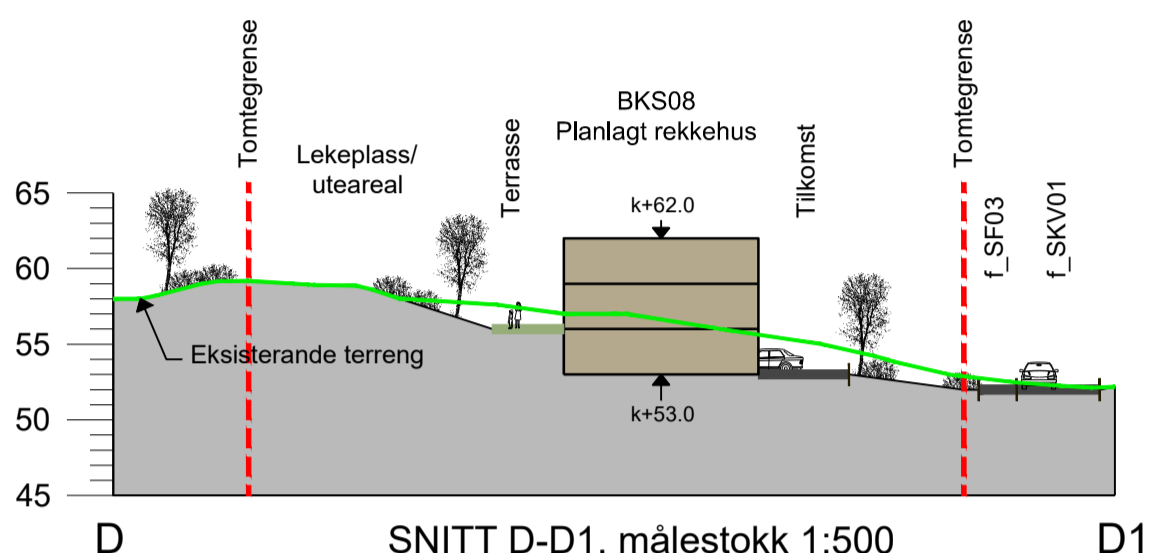 Tomtegrense
Lekeplass/
uteareal
Terrasse
BKS08
Planlagt rekkehus
Tilkomst
Tomtegrense
f_SF03
f_SKV01
65
60
55
50
45
k+62.0
k+53.0
Eksisterande terreng
D
SNITT D-D1, målestokk 1:500
D1